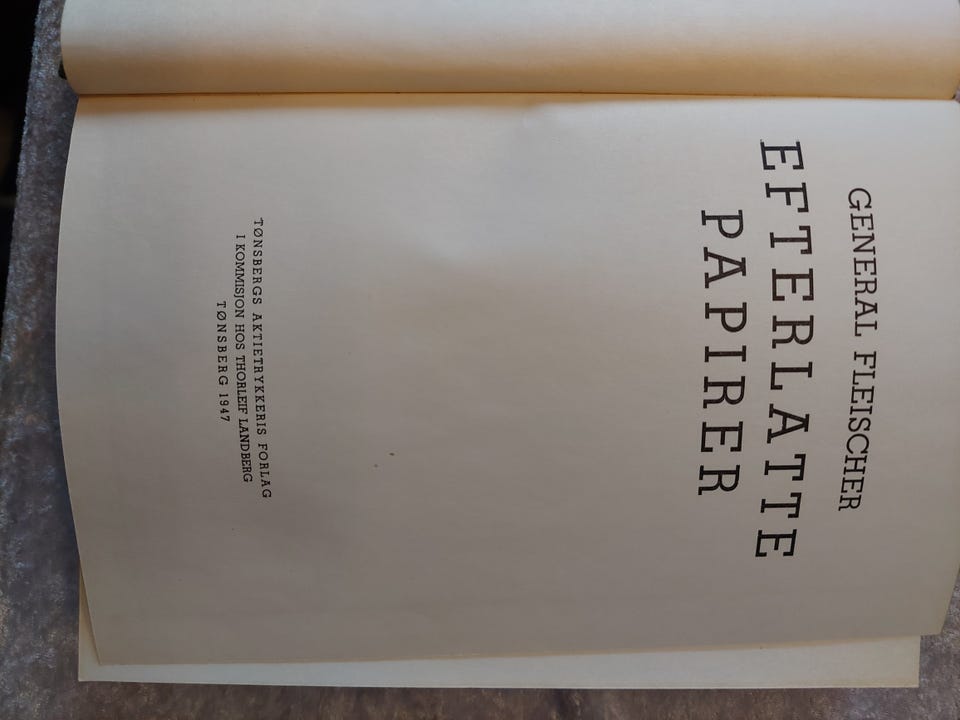 GENERAL FLEISCHER
EFTERLATTE
PAPIRER
TØNSBERGS AKTIETRYKKERIS FORLAG
I KOMMISJON HOS THORLEIF LANDBERG
TØNSBERG 1947